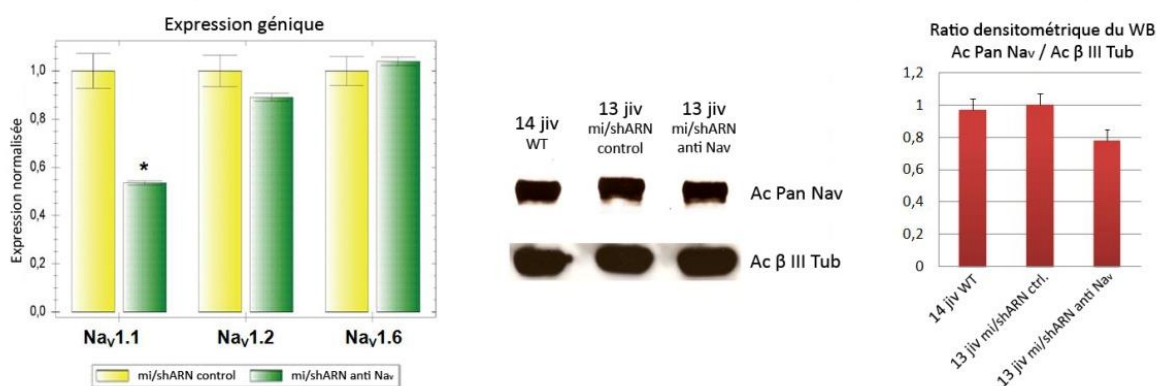 Expression génique
Expression normalisée
1,0
0,8
0,6
0,4
0,2
0,0
*
Nav1.1
Nav1.2
Nav1.6
mi/shARN control
mi/shARN anti Nav
14 jiv
WT
13 jiv
mi/shARN
control
13 jiv
mi/shARN
anti Nav
Ac Pan Nav
Ac β III Tub
Ratio densitométrique du WB
Ac Pan Nav / Ac β III Tub
1,2
1
0,8
0,6
0,4
0,2
0
14 jiv WT
13 jiv mi/shARN ctrl.
13 jiv mi/shARN anti Nav